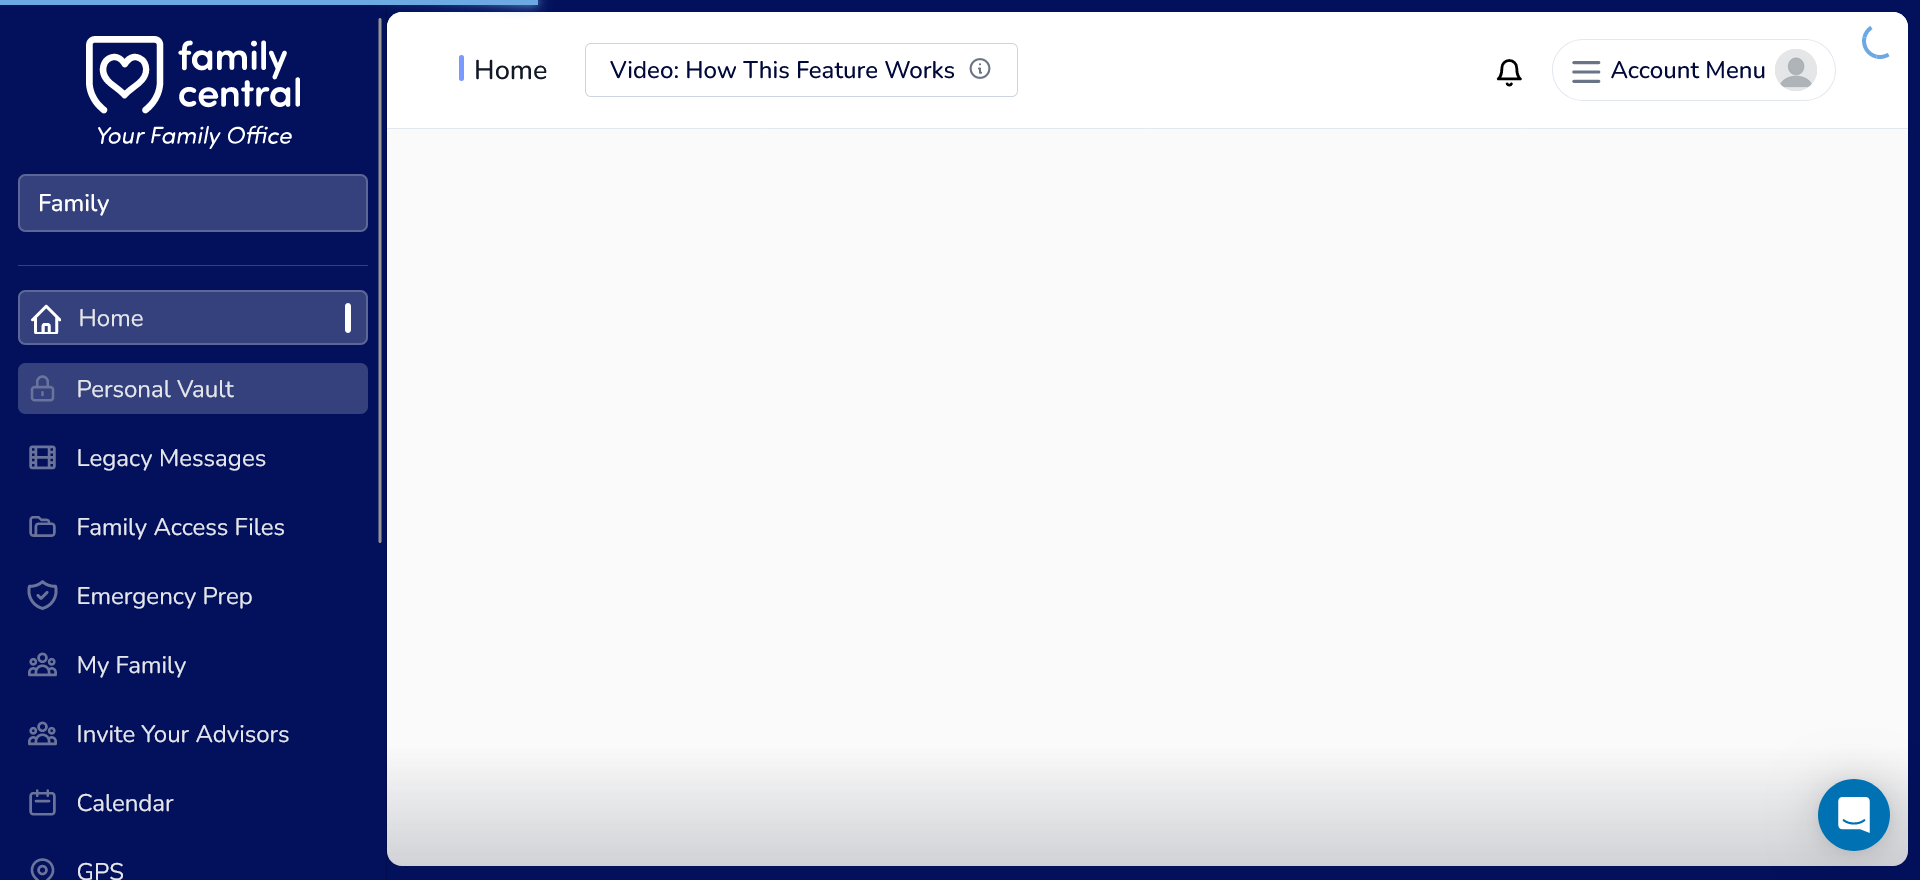 family
central
Your Family Office
Family
Home
Personal Vault
Legacy Messages
Family Access Files
Emergency Prep
My Family
Invite Your Advisors
Calendar
GPS
Home
Video: How This Feature Works
Account Menu